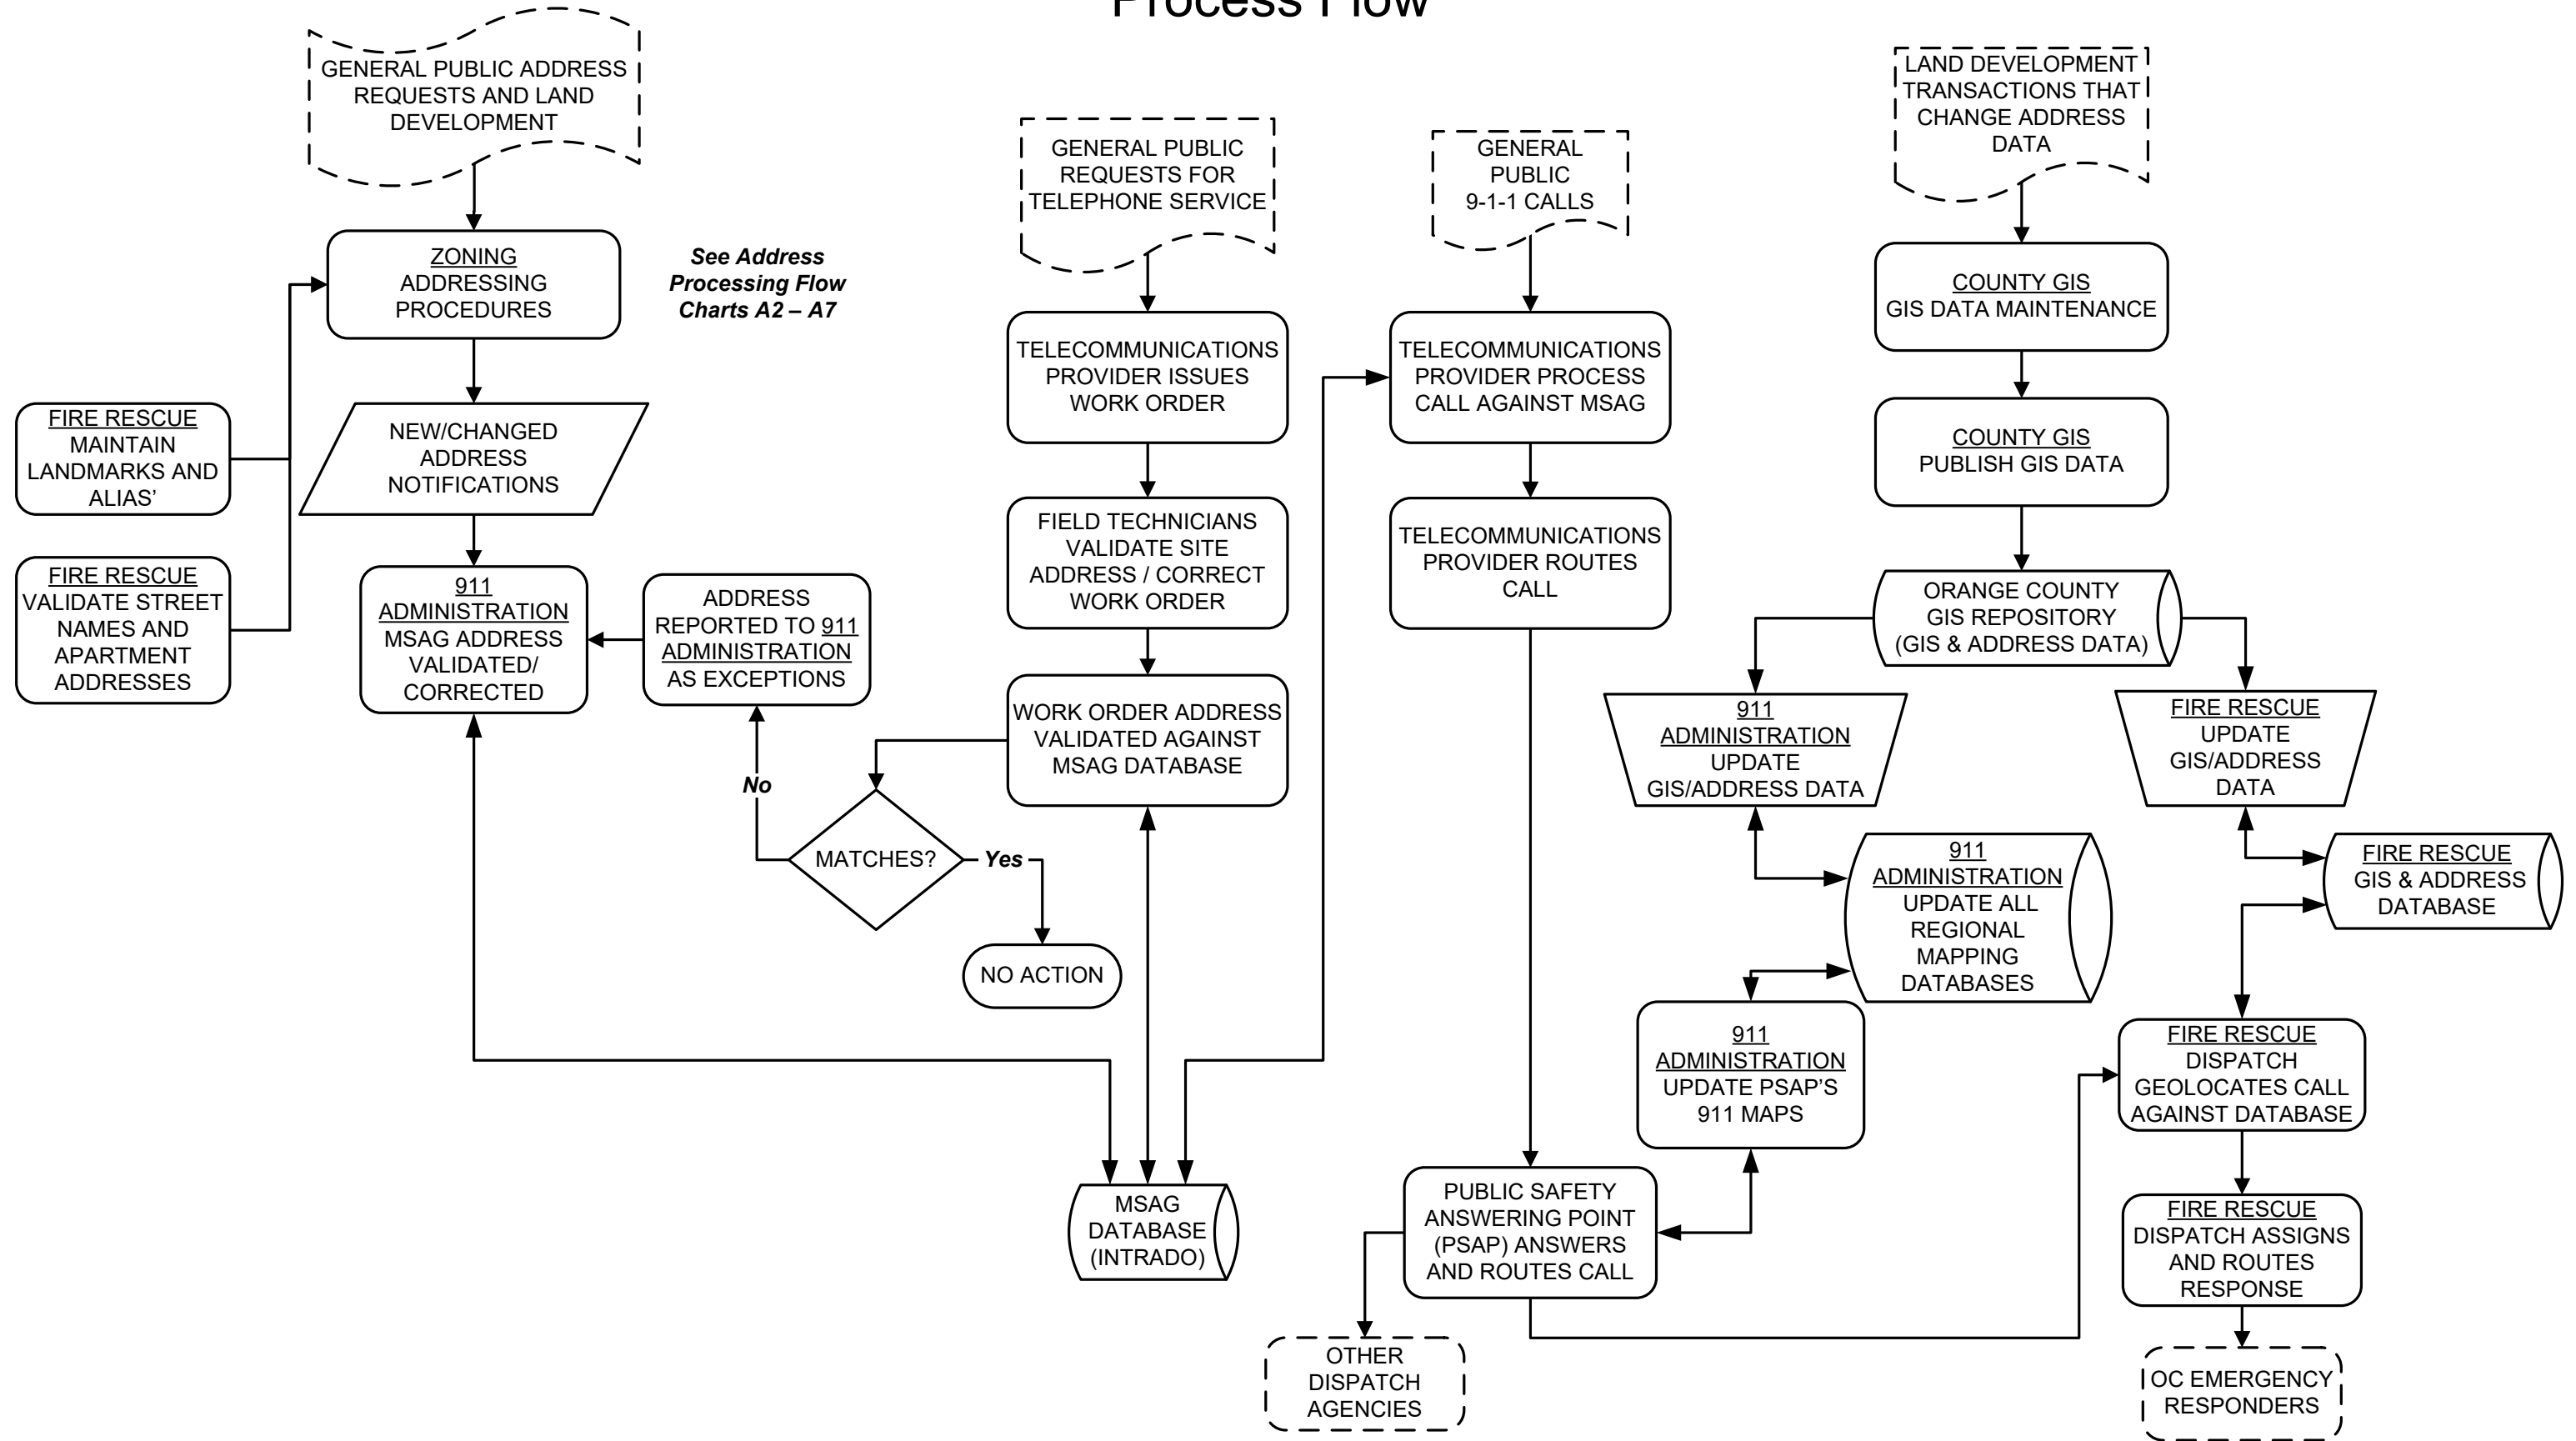 Process Flow
GENERAL PUBLIC ADDRESS
REQUESTS AND LAND
DEVELOPMENT
ZONING
ADDRESSING
PROCEDURES
See Address
Processing Flow
Charts A2 – A7
FIRE RESCUE
MAINTAIN
LANDMARKS AND
ALIAS’
NEW/CHANGED
ADDRESS
NOTIFICATIONS
FIRE RESCUE
VALIDATE STREET
NAMES AND
APARTMENT
ADDRESSES
911
ADMINISTRATION
MSAG ADDRESS
VALIDATED/
CORRECTED
ADDRESS
REPORTED TO 911
ADMINISTRATION
AS EXCEPTIONS
No
MATCHES?
Yes
NO ACTION
GENERAL PUBLIC
REQUESTS FOR
TELEPHONE SERVICE
TELECOMMUNICATIONS
PROVIDER ISSUES
WORK ORDER
FIELD TECHNICIANS
VALIDATE SITE
ADDRESS / CORRECT
WORK ORDER
WORK ORDER ADDRESS
VALIDATED AGAINST
MSAG DATABASE
MSAG
DATABASE
(INTRADO)
GENERAL
PUBLIC
9-1-1 CALLS
TELECOMMUNICATIONS
PROVIDER PROCESS
CALL AGAINST MSAG
TELECOMMUNICATIONS
PROVIDER ROUTES
CALL
PUBLIC SAFETY
ANSWERING POINT
(PSAP) ANSWERS
AND ROUTES CALL
OTHER
DISPATCH
AGENCIES
LAND DEVELOPMENT
TRANSACTIONS THAT
CHANGE ADDRESS
DATA
COUNTY GIS
GIS DATA MAINTENANCE
COUNTY GIS
PUBLISH GIS DATA
ORANGE COUNTY
GIS REPOSITORY
(GIS & ADDRESS DATA)
911
ADMINISTRATION
UPDATE
GIS/ADDRESS DATA
911
ADMINISTRATION
UPDATE ALL
REGIONAL
MAPPING
DATABASES
911
ADMINISTRATION
UPDATE PSAP’S
911 MAPS
FIRE RESCUE
UPDATE
GIS/ADDRESS
DATA
FIRE RESCUE
GIS & ADDRESS
DATABASE
FIRE RESCUE
DISPATCH
GEOLOCATES CALL
AGAINST DATABASE
FIRE RESCUE
DISPATCH ASSIGNS
AND ROUTES
RESPONSE
OC EMERGENCY
RESPONDERS